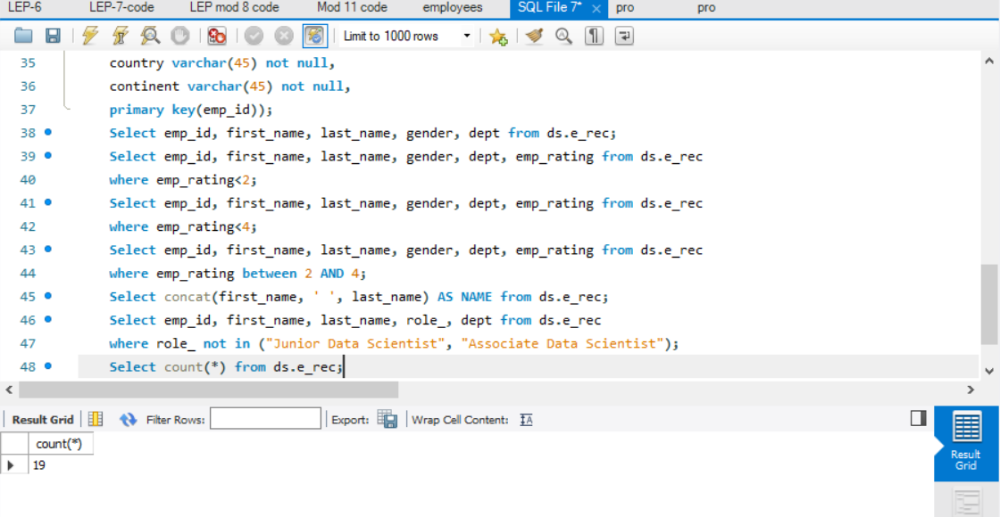 LEP-6 LEP-7-code LEP mod 8 code Mod 11 code employees SQL File 7* × pro pro
Limit to 1000 rows
35 country varchar(45) not null,
36 continent varchar(45) not null,
37 primary key(emp_id));
38 Select emp_id, first_name, last_name, gender, dept from ds.e_rec;
39 Select emp_id, first_name, last_name, gender, dept, emp_rating from ds.e_rec
40 where emp_rating<2;
41 Select emp_id, first_name, last_name, gender, dept, emp_rating from ds.e_rec
42 where emp_rating<4;
43 Select emp_id, first_name, last_name, gender, dept, emp_rating from ds.e_rec
44 where emp_rating between 2 AND 4;
45 Select concat(first_name, ' ', last_name) AS NAME from ds.e_rec;
46 Select emp_id, first_name, last_name, role_, dept from ds.e_rec
47 where role_ not in ("Junior Data Scientist", "Associate Data Scientist");
48 Select count(*) from ds.e_rec;
Result Grid Filter Rows: Export: Wrap Cell Content: IA
count(*)
19
Result
Grid